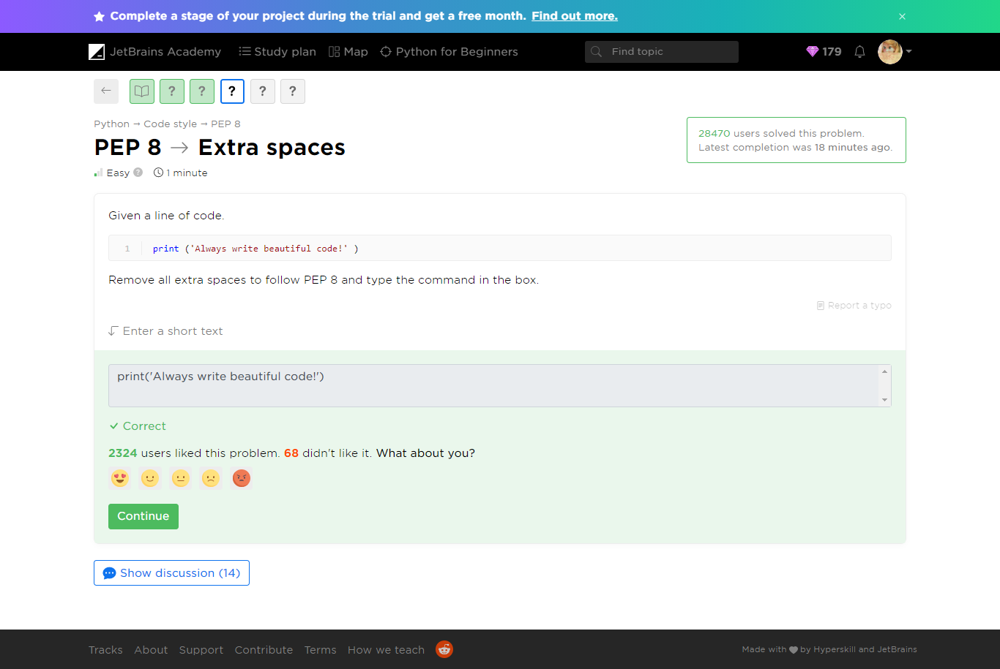 Complete a stage of your project during the trial and get a free month. Find out more. ×
JetBrains Academy Study plan Map Python for Beginners Find topic 179
? ? ? ? ?
Python → Code style → PEP 8
PEP 8 → Extra spaces
Easy ? 1 minute
28470 users solved this problem.
Latest completion was 18 minutes ago.
Given a line of code.
1 print ('Always write beautiful code!' )
Remove all extra spaces to follow PEP 8 and type the command in the box.
Report a typo
Enter a short text
print('Always write beautiful code!')
Correct
2324 users liked this problem. 68 didn't like it. What about you?
Continue
Show discussion (14)
Tracks About Support Contribute Terms How we teach
Made with ♥ by Hyperskill and JetBrains